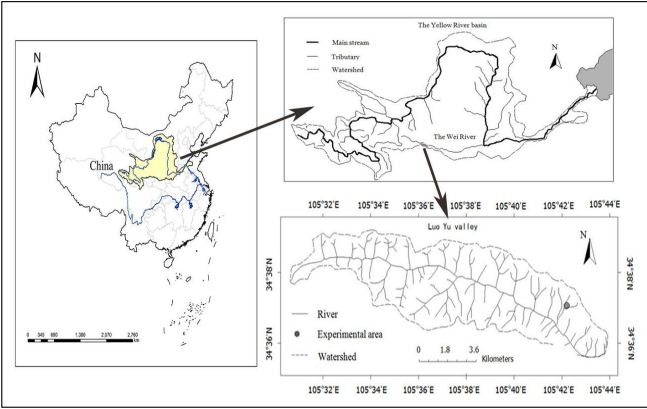 N
China
0 345 690 1,380 2,070 2,760
km
The Yellow River basin
Main stream
Tributary
Watershed
N
The Wei River
105°32'E 105°34'E 105°36'E 105°38'E 105°40'E 105°42'E 105°44'E
Luo Yu valley
N
34°38'N
34°38'N
34°36'N
34°36'N
River
Experimental area
Watershed
0 1.8 3.6
Kilometers
105°32'E 105°34'E 105°36'E 105°38'E 105°40'E 105°42'E 105°44'E